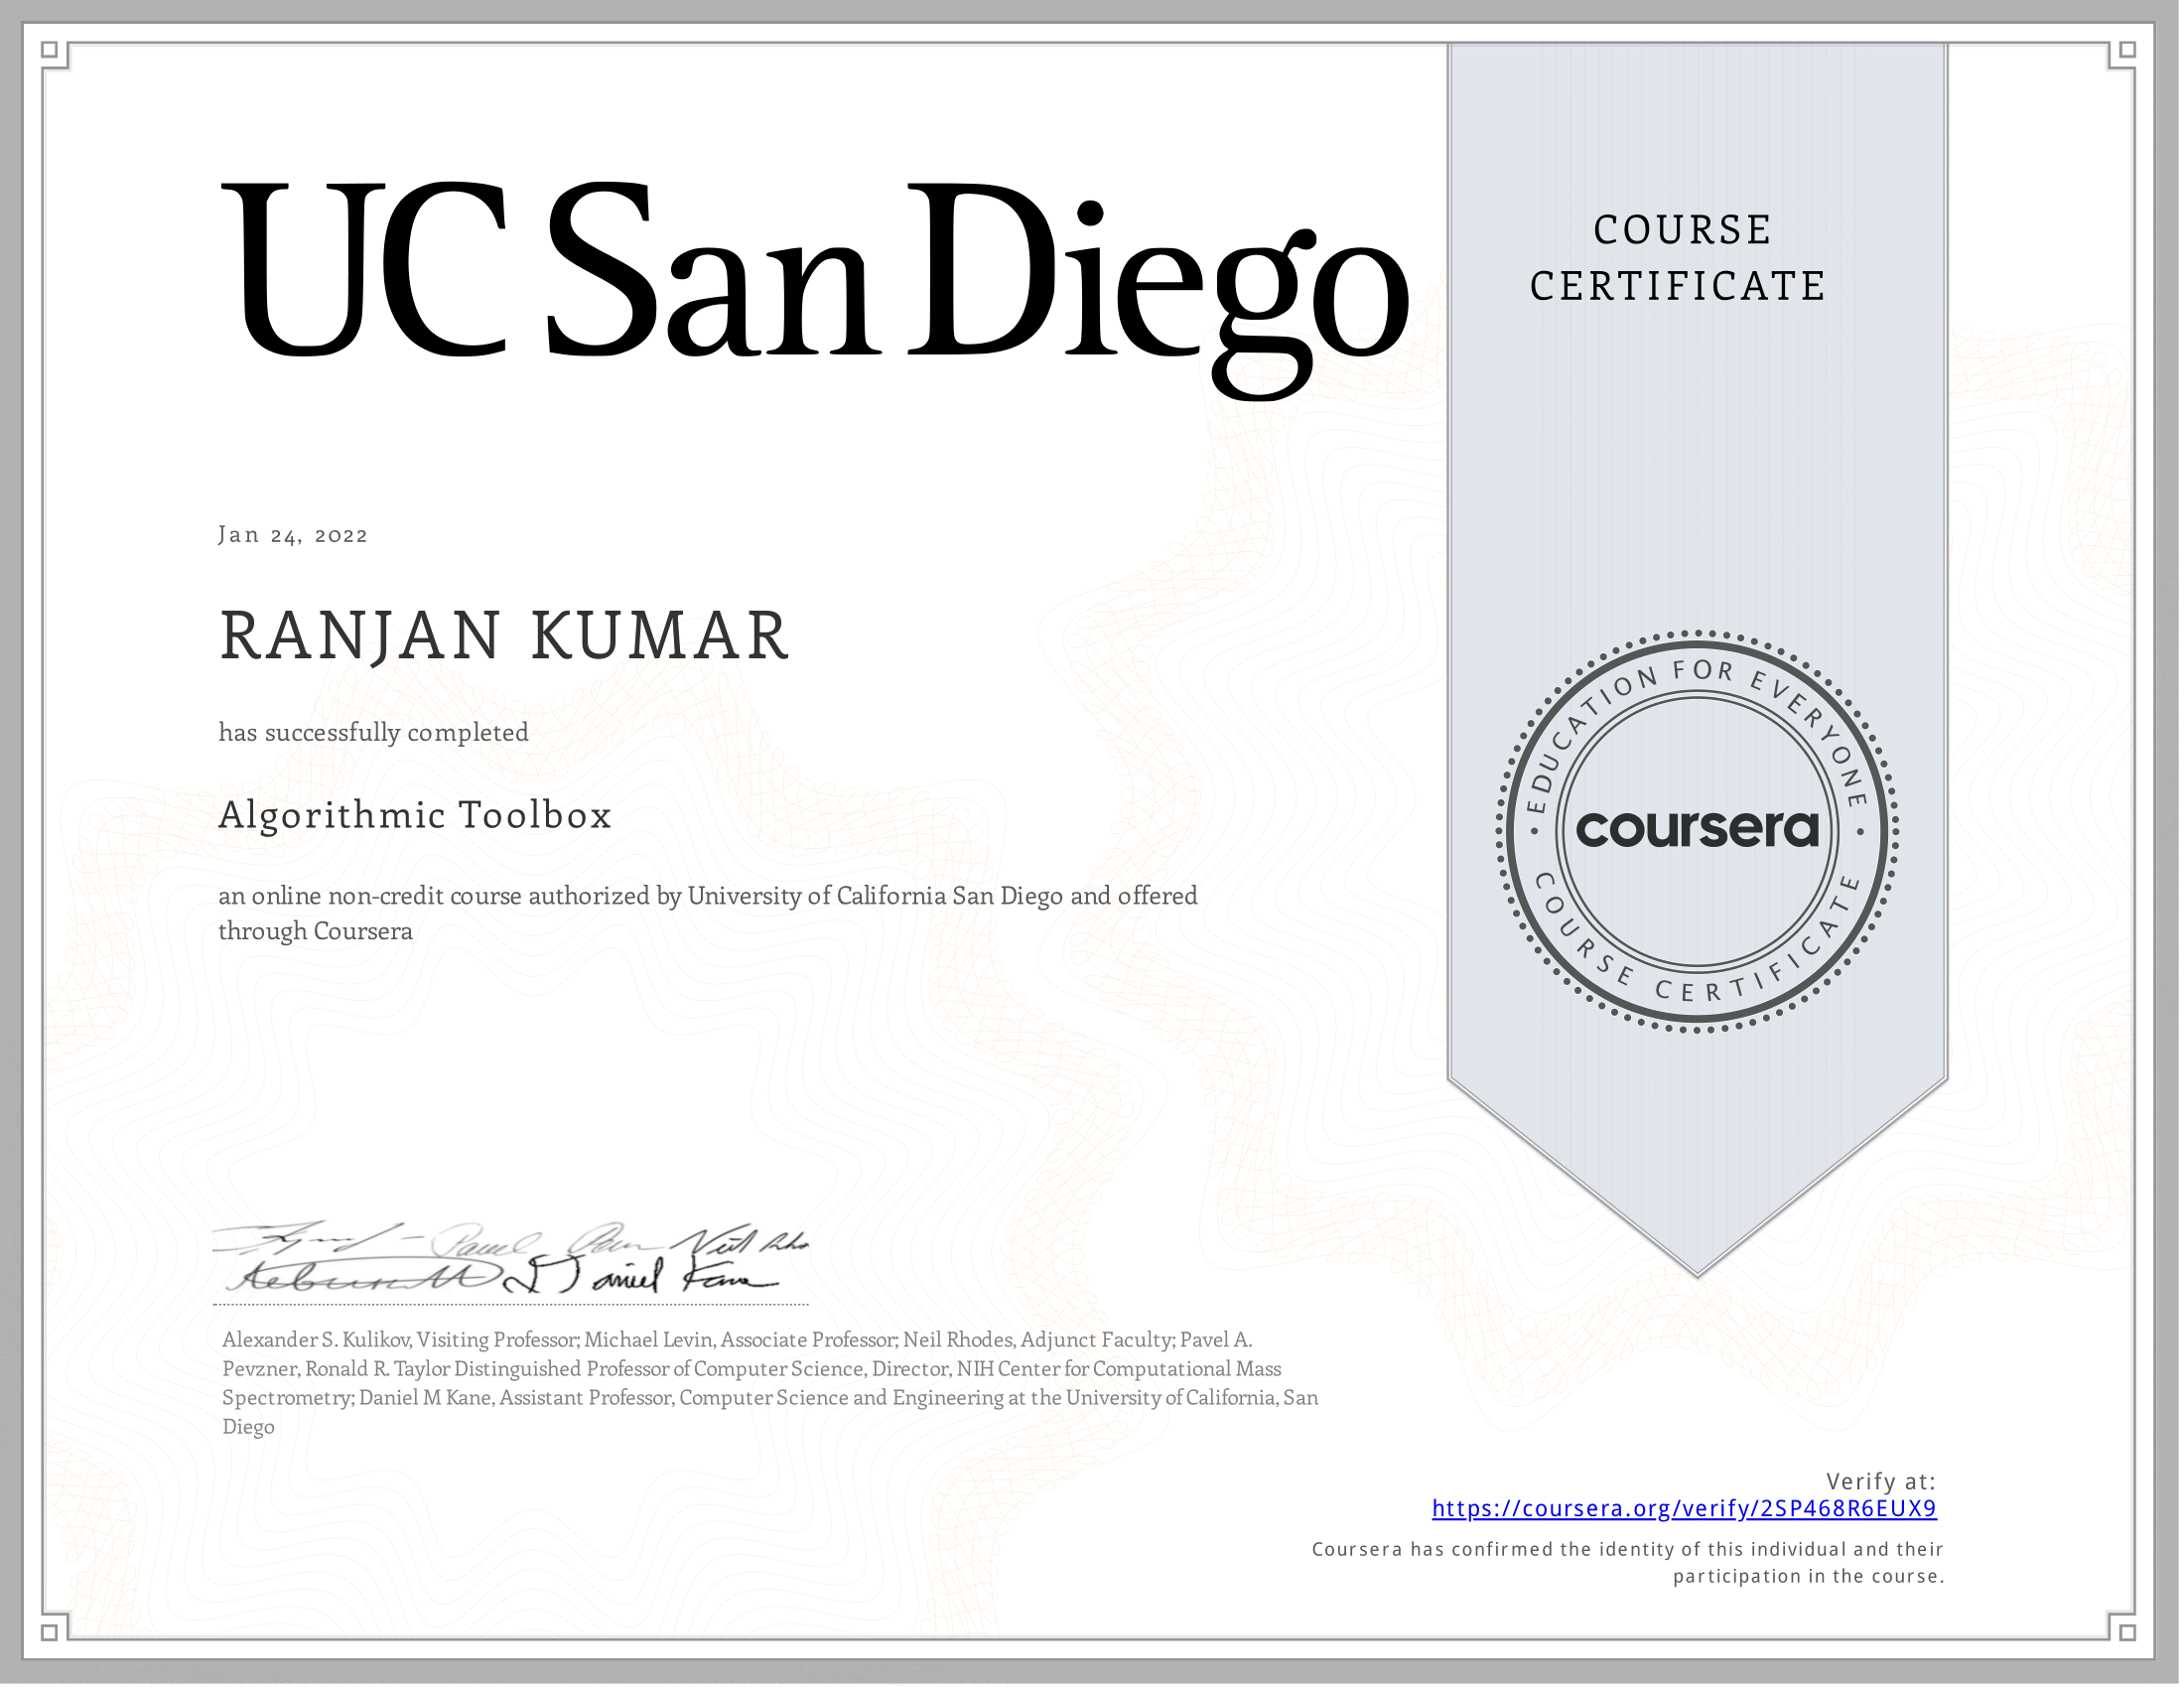 UC San Diego
COURSE
CERTIFICATE
Jan 24, 2022
RANJAN KUMAR
has successfully completed
Algorithmic Toolbox
an online non-credit course authorized by University of California San Diego and offered
through Coursera
EDUCATION FOR EVERYONE
coursera
COURSE CERTIFICATE
Daniel Kane
Alexander S. Kulikov, Visiting Professor; Michael Levin, Associate Professor; Neil Rhodes, Adjunct Faculty; Pavel A.
Pevzner, Ronald R. Taylor Distinguished Professor of Computer Science, Director, NIH Center for Computational Mass
Spectrometry; Daniel M Kane, Assistant Professor, Computer Science and Engineering at the University of California, San
Diego
Verify at:
https://coursera.org/verify/2SP468R6EUX9
Coursera has confirmed the identity of this individual and their
participation in the course.